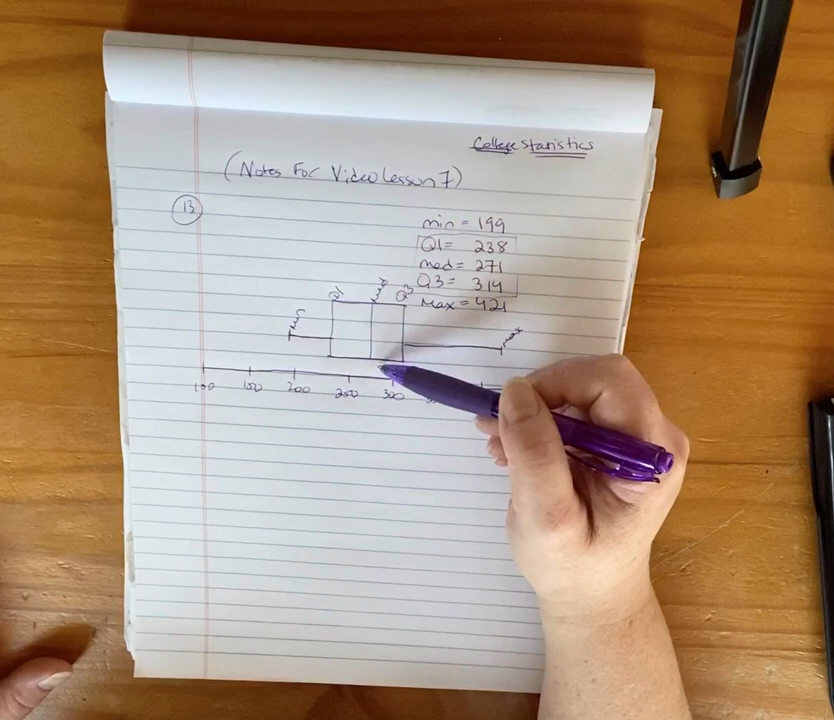 College Statistics
(Notes For Video Lesson 7)
13
min = 199
Q1 = 238
med = 271
Q3 = 314
Max = 421
min Q1 med Q3 max
100 150 200 250 300